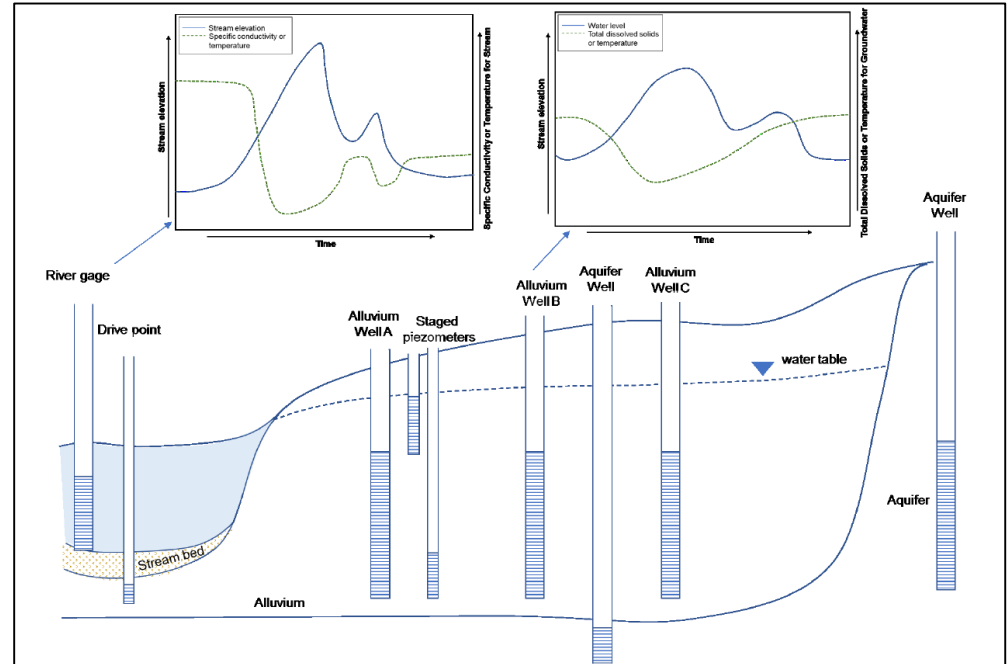 Stream elevation
Specific conductivity or
temperature
Stream elevation
Specific Conductivity or Temperature for Stream
Time
Water level
Total dissolved solids
or temperature
Stream elevation
Total Dissolved Solids or Temperature for Groundwater
Time
Aquifer
Well
River gage
Drive point
Alluvium
Well A
Staged
piezometers
Alluvium
Well B
Aquifer
Well
Alluvium
Well C
water table
Aquifer
Stream bed
Alluvium